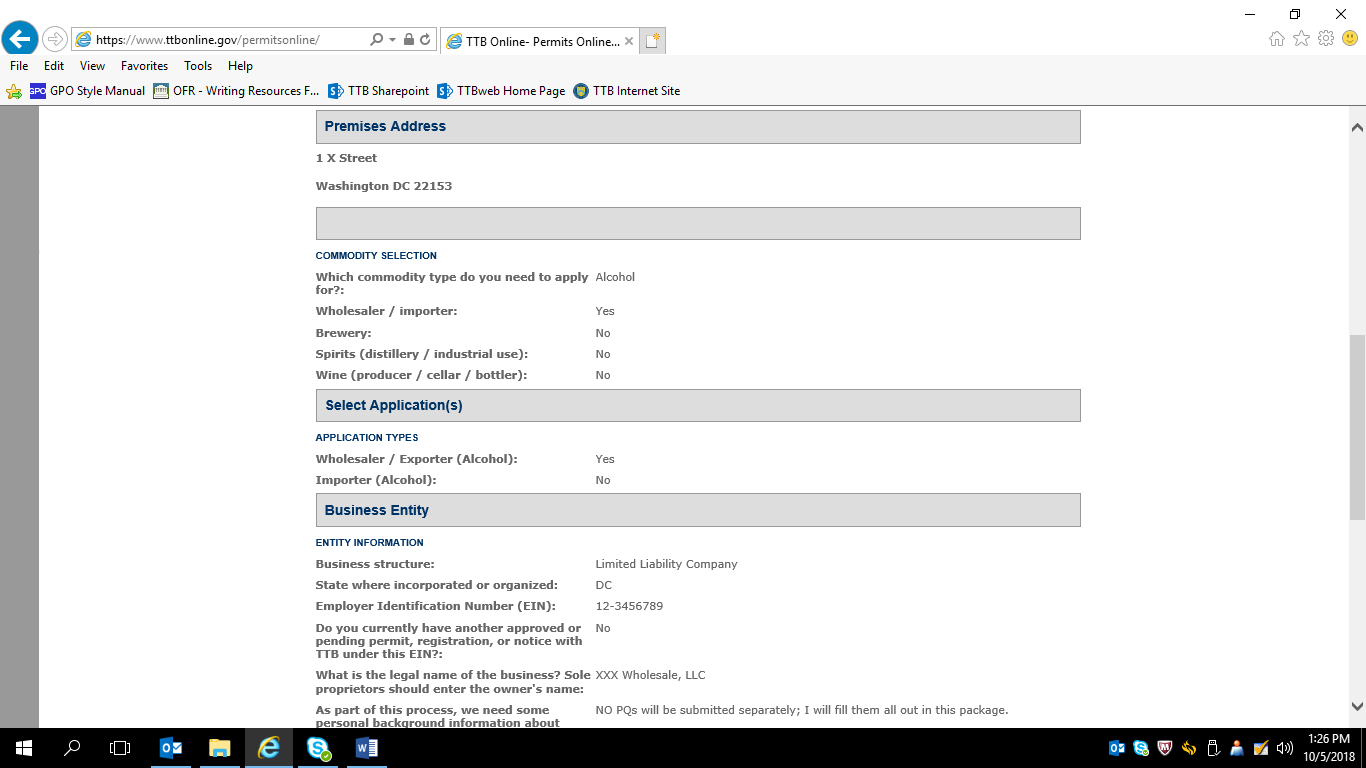 https://www.ttbonline.gov/permitsonline/
TTB Online- Permits Online...
File Edit View Favorites Tools Help
GPO GPO Style Manual OFR - Writing Resources F... TTB Sharepoint TTBweb Home Page TTB Internet Site
Premises Address
1 X Street
Washington DC 22153
COMMODITY SELECTION
Which commodity type do you need to apply Alcohol
for?:
Wholesaler / importer: Yes
Brewery: No
Spirits (distillery / industrial use): No
Wine (producer / cellar / bottler): No
Select Application(s)
APPLICATION TYPES
Wholesaler / Exporter (Alcohol): Yes
Importer (Alcohol): No
Business Entity
ENTITY INFORMATION
Business structure: Limited Liability Company
State where incorporated or organized: DC
Employer Identification Number (EIN): 12-3456789
Do you currently have another approved or No
pending permit, registration, or notice with
TTB under this EIN?:
What is the legal name of the business? Sole XXX Wholesale, LLC
proprietors should enter the owner's name:
As part of this process, we need some NO PQs will be submitted separately; I will fill them all out in this package.
personal background information about
1:26 PM
10/5/2018